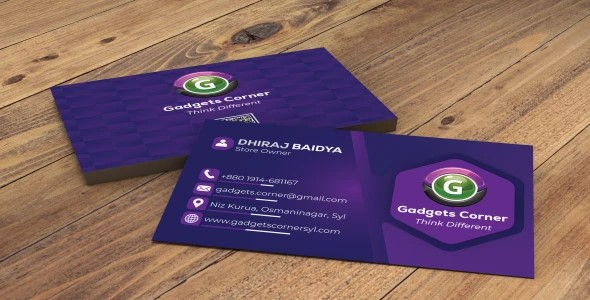 G
Gadgets Corner
Think Different
DHIRAJ BAIDYA
Store Owner
+880 1914-681167
gadgets.corner@gmail.com
Niz Kurua, Osmaninagar, Syl
www.gadgetscornersyl.com
G
Gadgets Corner
Think Different